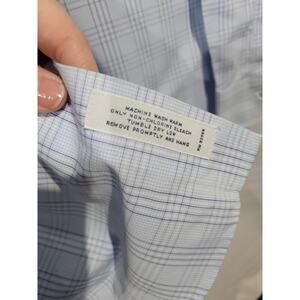 MACHINE WASH WARM
ONLY NON-CHLORINE BLEACH
TUMBLE DRY LOW
REMOVE PROMPTLY AND HANG